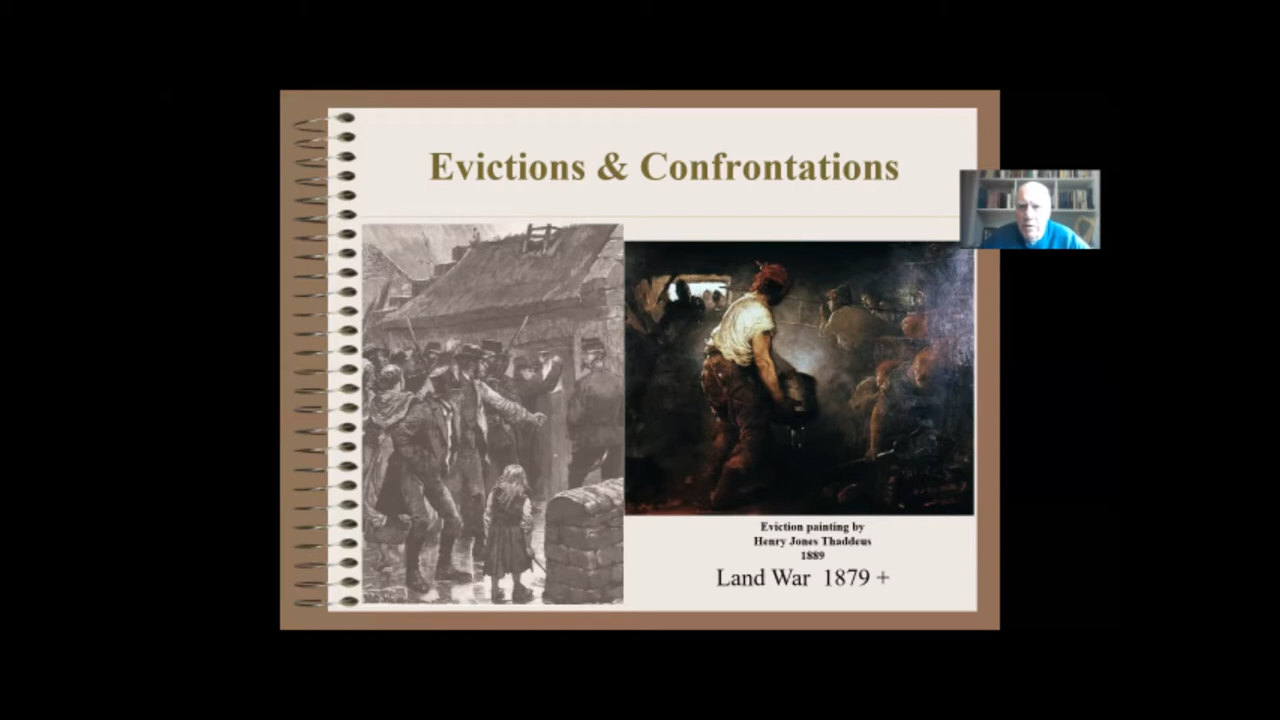 Evictions & Confrontations
Eviction painting by
Henry Jones Thaddeus
1889
Land War 1879 +